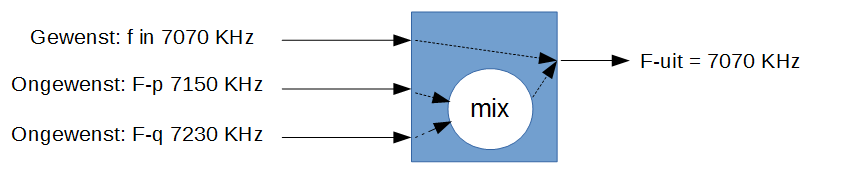 Gewenst: f in 7070 KHz
Ongewenst: F-p 7150 KHz
Ongewenst: F-q 7230 KHz
mix
F-uit = 7070 KHz